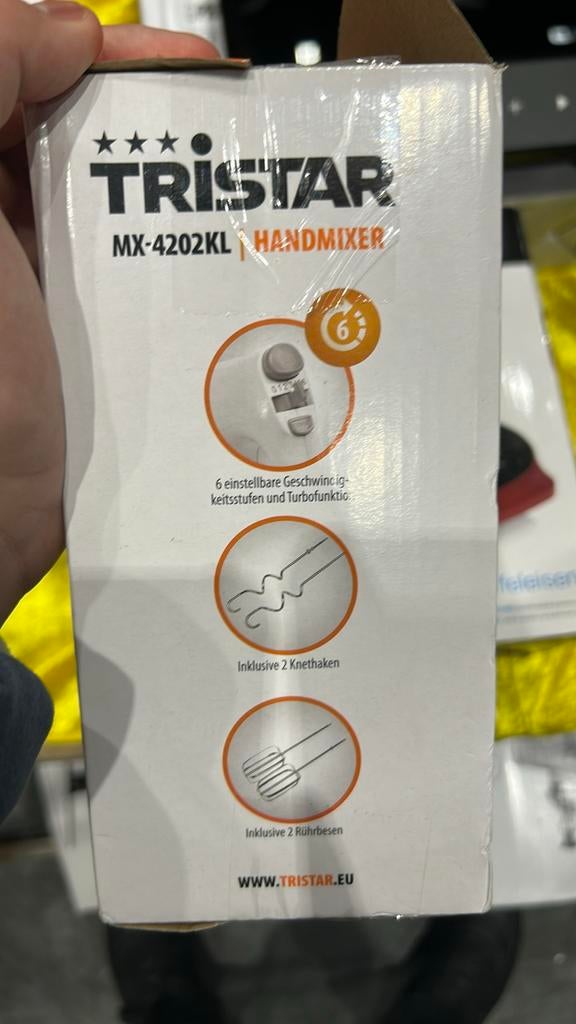 TRISTAR
MX-4202KL | HANDMIXER
6
6 einstellbare Geschwindig-
keitsstufen und Turbofunktio
Inklusive 2 Knethaken
Inklusive 2 Rührbesen
WWW.TRISTAR.EU
feleisen